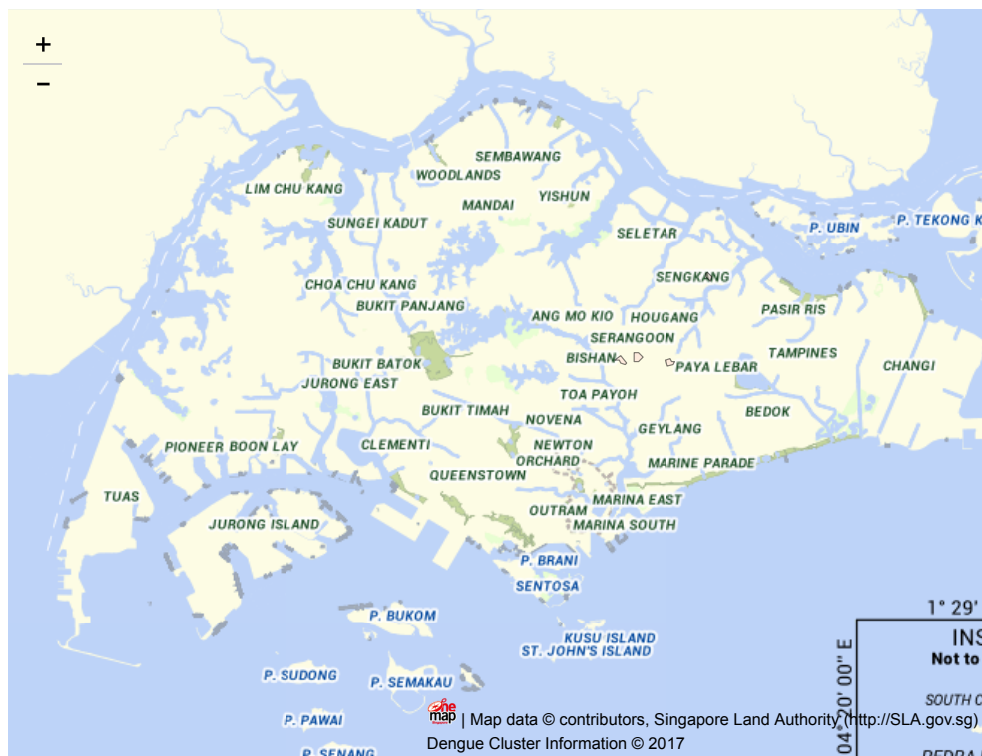 +
−
SEMBAWANG
WOODLANDS
LIM CHU KANG
YISHUN
MANDAI
SUNGEI KADUT
P. TEKONG K
P. UBIN
SELETAR
SENGKANG
CHOA CHU KANG
BUKIT PANJANG
PASIR RIS
ANG MO KIO
HOUGANG
SERANGOON
TAMPINES
BISHAN
BUKIT BATOK
PAYA LEBAR
CHANGI
JURONG EAST
TOA PAYOH
BUKIT TIMAH
BEDOK
NOVENA
GEYLANG
PIONEER
BOON LAY
CLEMENTI
NEWTON
ORCHARD
MARINE PARADE
QUEENSTOWN
TUAS
MARINA EAST
OUTRAM
JURONG ISLAND
MARINA SOUTH
P. BRANI
SENTOSA
P. BUKOM
1° 29'
KUSU ISLAND
ST. JOHN'S ISLAND
INS
Not to
P. SUDONG
P. SEMAKAU
SOUTH C
04° 20' 00" E
P. PAWAI
one map | Map data © contributors, Singapore Land Authority (http://SLA.gov.sg)
Dengue Cluster Information © 2017
P. SENANG
PEDRA